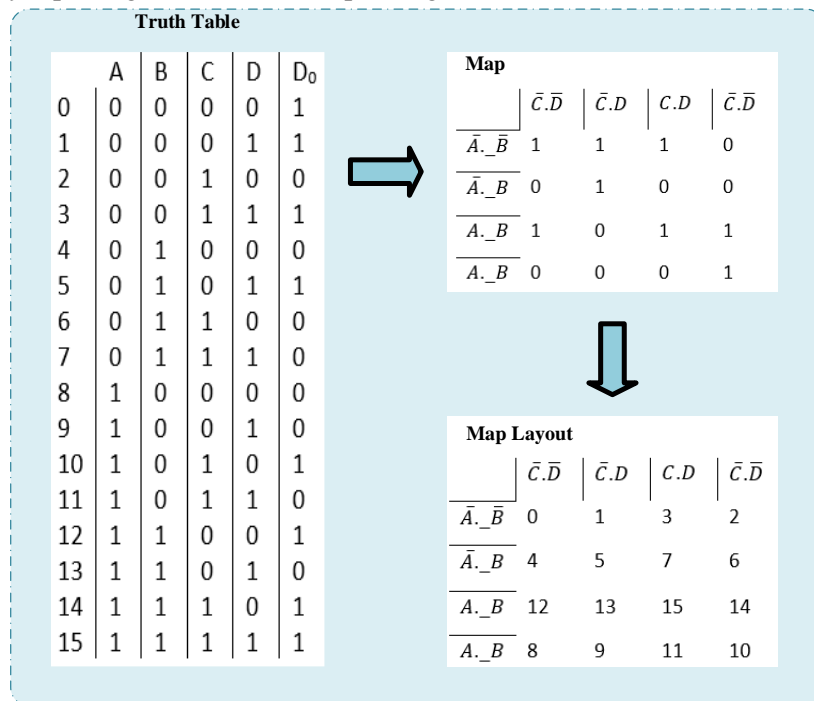 Truth Table
A B C D D₀
0 0 0 0 0 1
1 0 0 0 1 1
2 0 0 1 0 0
3 0 0 1 1 1
4 0 1 0 0 0
5 0 1 0 1 1
6 0 1 1 0 0
7 0 1 1 1 0
8 1 0 0 0 0
9 1 0 0 1 0
10 1 0 1 0 1
11 1 0 1 1 0
12 1 1 0 0 1
13 1 1 0 1 0
14 1 1 1 0 1
15 1 1 1 1 1
Map
C̄.D̄ C̄.D C.D C̄.D̄
Ā._B̄ 1 1 1 0
Ā._B 0 1 0 0
A._B 1 0 1 1
A._B 0 0 0 1
Map Layout
C̄.D̄ C̄.D C.D C̄.D̄
Ā._B̄ 0 1 3 2
Ā._B 4 5 7 6
A._B 12 13 15 14
A._B 8 9 11 10